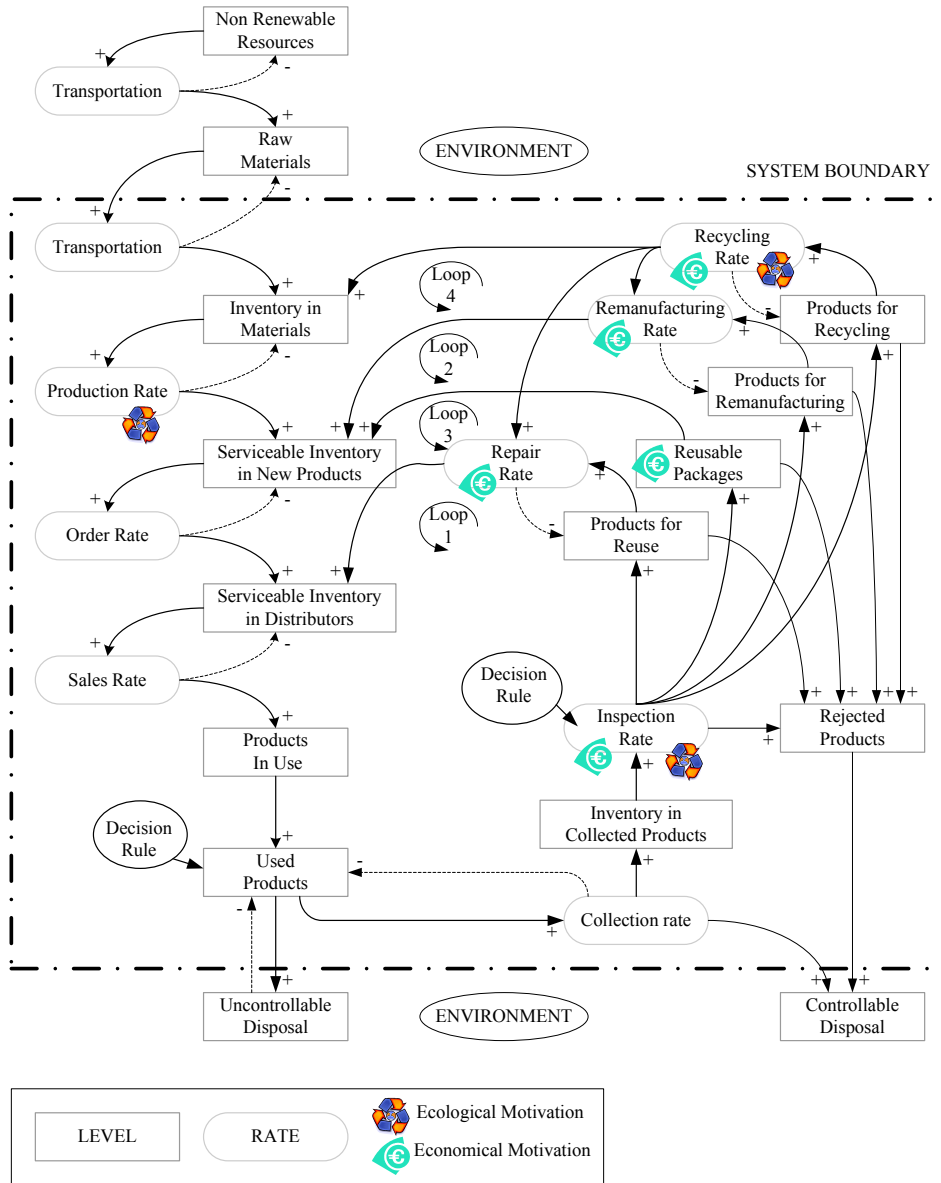 Non Renewable
Resources
+
-
Transportation
+
Raw
Materials
ENVIRONMENT
SYSTEM BOUNDARY
-
+
Transportation
Recycling
Rate
+
€
+
Loop
4
+
+
Inventory in
Materials
-
Products for
Recycling
Remanufacturing
Rate
€
+
+
-
+
Loop
2
Production Rate
-
Products for
Remanufacturing
+
Loop
3
+
+
+
+
+
Serviceable Inventory
in New Products
Repair
Rate
€
+
€
Reusable
Packages
+
-
+
Loop
1
Order Rate
-
Products for
Reuse
+
+
+
Serviceable Inventory
in Distributors
+
-
Sales Rate
Decision
Rule
+
+
+
+
+
Inspection
Rate
€
+
Rejected
Products
Products
In Use
+
Inventory in
Collected Products
Decision
Rule
+
Used
Products
-
+
-
+
Collection rate
+
+
+
Uncontrollable
Disposal
ENVIRONMENT
Controllable
Disposal
LEVEL
RATE
Ecological Motivation
€
Economical Motivation